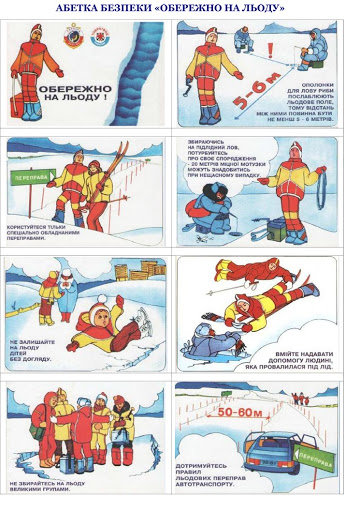 АБЕТКА БЕЗПЕКИ «ОБЕРЕЖНО НА ЛЬОДУ»
ОБЕРЕЖНО
НА ЛЬОДУ !
!
5-6м
ОПОЛОНКИ
ДЛЯ ЛОВУ РИБИ
ПОСЛАБЛЮЮТЬ
ЛЬОДОВЕ ПОЛЕ,
ТОМУ ВІДСТАНЬ
МІЖ НИМИ ПОВИННА БУТИ
НЕ МЕНШ 5 - 6 МЕТРІВ.
ПЕРЕПРАВА
КОРИСТУЙТЕСЯ ТІЛЬКИ
СПЕЦІАЛЬНО ОБЛАДНАНИМИ
ПЕРЕПРАВАМИ.
ЗБИРАЮЧИСЬ
НА ПІДЛІДНИЙ ЛОВ,
ПОТУРБУЙТЕСЬ
ПРО СВОЄ СПОРЯДЖЕННЯ
- 20 МЕТРІВ МІЦНОЇ МОТУЗКИ
МОЖУТЬ ЗНАДОБИТИСЬ
ПРИ НЕЩАСНОМУ ВИПАДКУ.
НЕ ЗАЛИШАЙТЕ
НА ЛЬОДУ
ДІТЕЙ
БЕЗ ДОГЛЯДУ.
ВМІЙТЕ НАДАВАТИ
ДОПОМОГУ ЛЮДИНІ,
ЯКА ПРОВАЛИЛАСЯ ПІД ЛІД.
НЕ ЗБИРАЙТЕСЬ НА ЛЬОДУ
ВЕЛИКИМИ ГРУПАМИ.
50-60м
ПЕРЕПРАВА
ДОТРИМУЙТЕСЬ
ПРАВИЛ
ЛЬОДОВИХ ПЕРЕПРАВ
АВТОТРАНСПОРТУ.